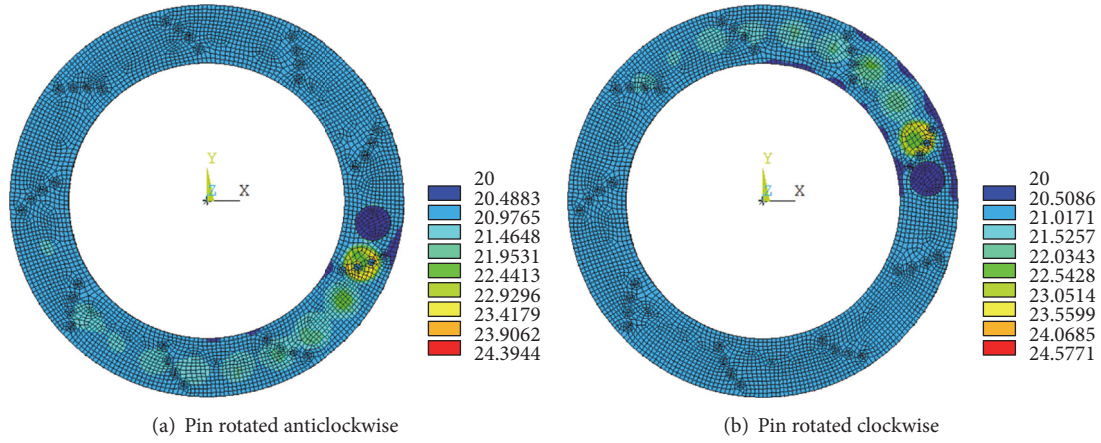 Y
Z
X
20
20.4883
20.9765
21.4648
21.9531
22.4413
22.9296
23.4179
23.9062
24.3944
(a) Pin rotated anticlockwise
Y
Z
X
20
20.5086
21.0171
21.5257
22.0343
22.5428
23.0514
23.5599
24.0685
24.5771
(b) Pin rotated clockwise